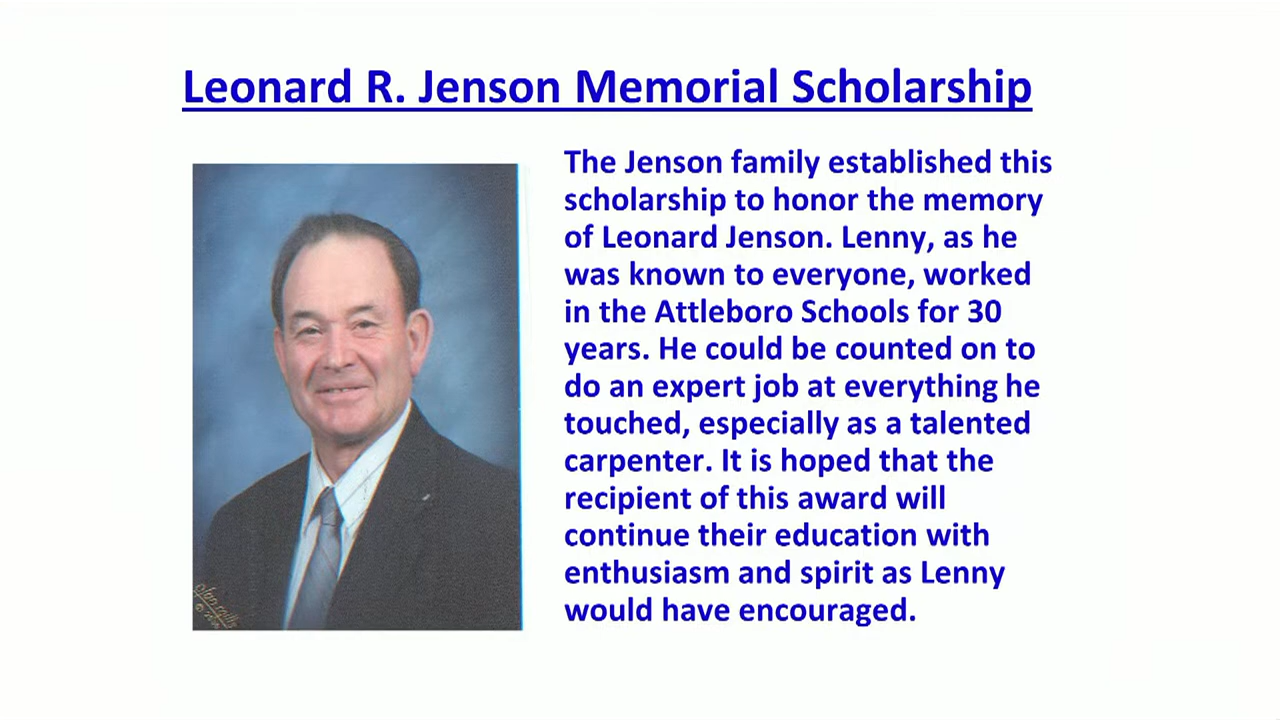 Leonard R. Jenson Memorial Scholarship
The Jenson family established this
scholarship to honor the memory
of Leonard Jenson. Lenny, as he
was known to everyone, worked
in the Attleboro Schools for 30
years. He could be counted on to
do an expert job at everything he
touched, especially as a talented
carpenter. It is hoped that the
recipient of this award will
continue their education with
enthusiasm and spirit as Lenny
would have encouraged.